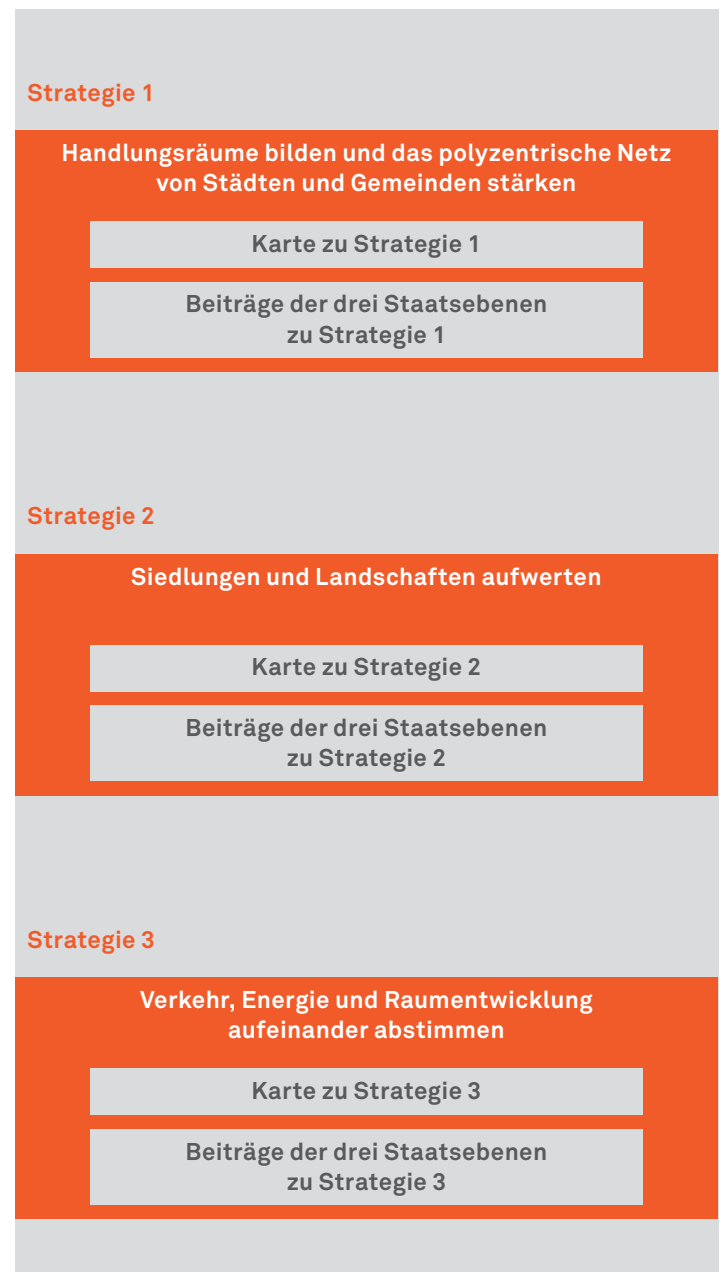 Strategie 1
Handlungsräume bilden und das polyzentrische Netz
von Städten und Gemeinden stärken
Karte zu Strategie 1
Beiträge der drei Staatsebenen
zu Strategie 1
Strategie 2
Siedlungen und Landschaften aufwerten
Karte zu Strategie 2
Beiträge der drei Staatsebenen
zu Strategie 2
Strategie 3
Verkehr, Energie und Raumentwicklung
aufeinander abstimmen
Karte zu Strategie 3
Beiträge der drei Staatsebenen
zu Strategie 3